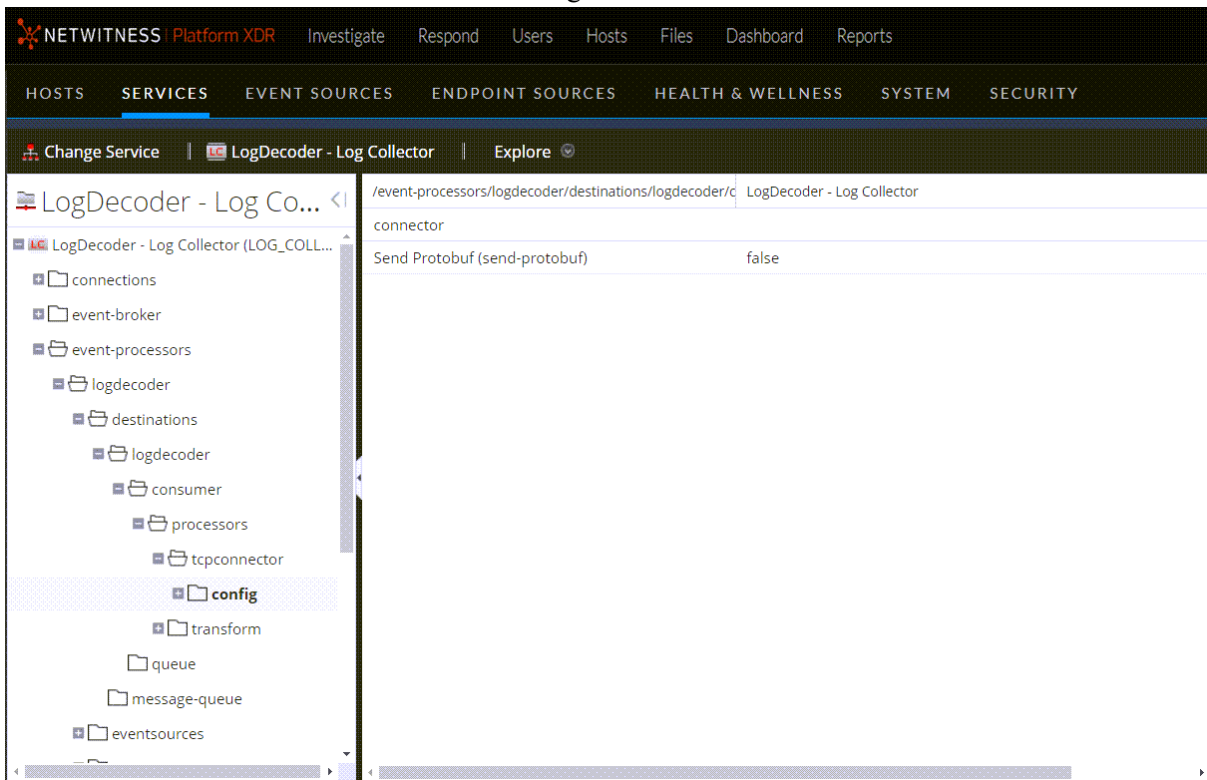 NETWITNESS Platform XDR Investigate Respond Users Hosts Files Dashboard Reports
HOSTS SERVICES EVENT SOURCES ENDPOINT SOURCES HEALTH & WELLNESS SYSTEM SECURITY
Change Service LC LogDecoder - Log Collector Explore
LogDecoder - Log Co...
/event-processors/logdecoder/destinations/logdecoder/c LogDecoder - Log Collector
connector
LC LogDecoder - Log Collector (LOG_COLL...
Send Protobuf (send-protobuf) false
connections
event-broker
event-processors
logdecoder
destinations
logdecoder
consumer
processors
tcpconnector
config
transform
queue
message-queue
eventsources